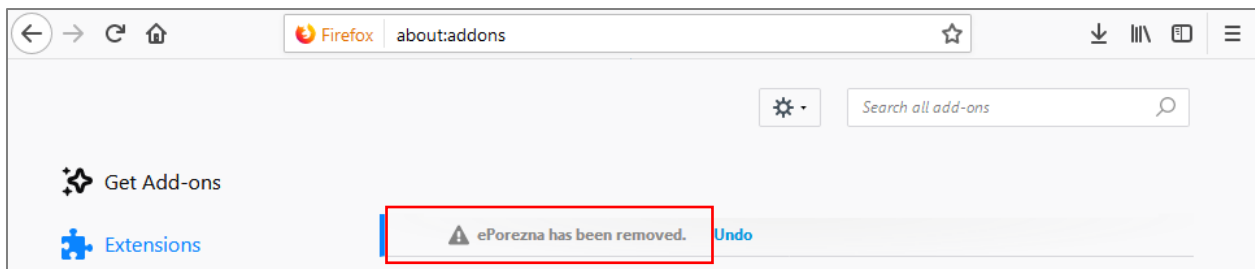 Firefox about:addons
Search all add-ons
Get Add-ons
ePorezna has been removed. Undo
Extensions